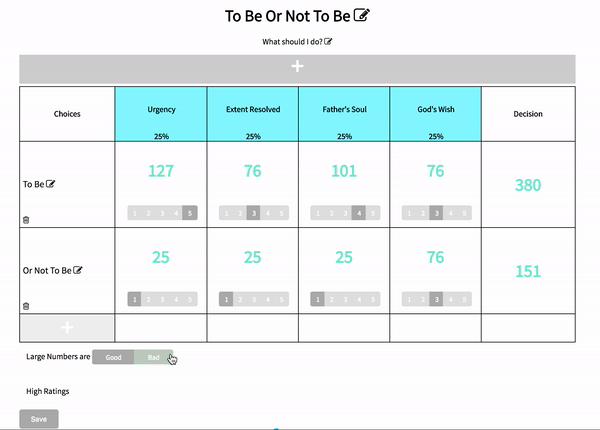 To Be Or Not To Be
What should I do?
+
Choices Urgency Extent Resolved Father's Soul God's Wish Decision
25% 25% 25% 25%
127 76 101 76
To Be 380
1 2 3 4 5 1 2 3 4 5 1 2 3 4 5 1 2 3 4 5
25 25 25 76
Or Not To Be 151
1 2 3 4 5 1 2 3 4 5 1 2 3 4 5 1 2 3 4 5
+
Large Numbers are Good Bad
High Ratings
Save